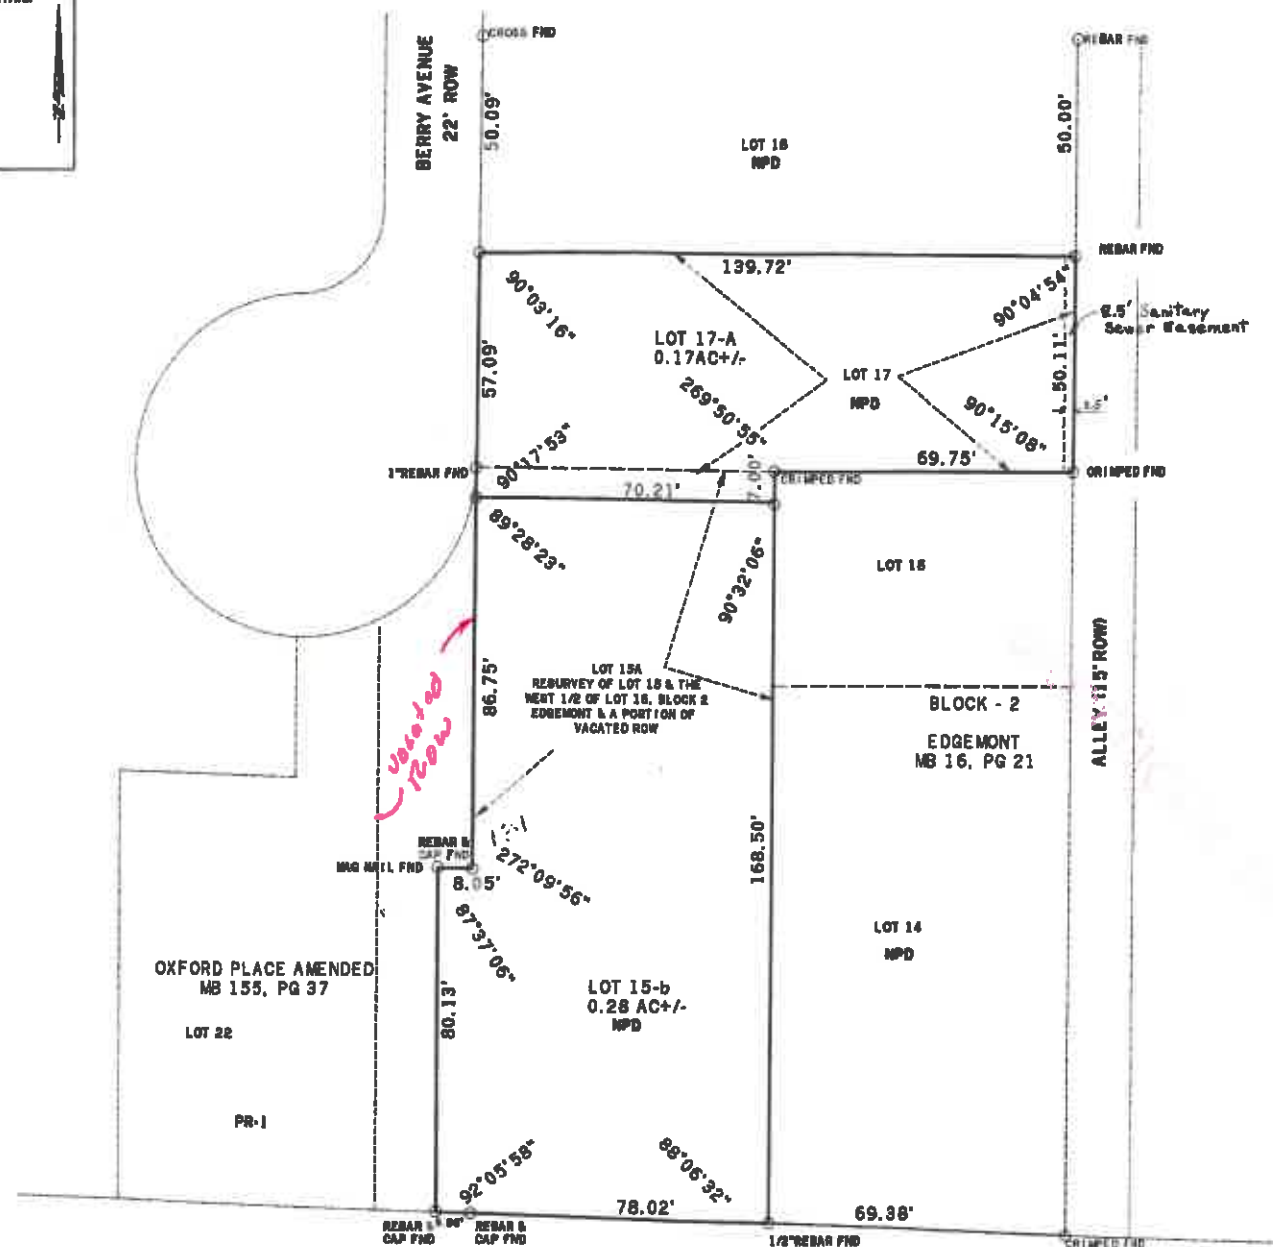 CROSS FND
REBAR FND
BERRY AVENUE
22' ROW
50.09'
50.00'
LOT 18
NPD
REBAR FND
139.72'
90°03'16"
90°04'54"
8.5' Sanitary
Sewer Easement
LOT 17-A
0.17AC+/-
57.09'
50.11'
LOT 17
NPD
269°50'55"
90°15'08"
90°17'53"
69.75'
1"REBAR FND
7.00'
CRIMPED FND
CRIMPED FND
70.21'
89°28'23"
90°32'06"
LOT 16
LOT 15A
RESURVEY OF LOT 15 & THE
WEST 1/2 OF LOT 16, BLOCK 2
EDGEMONT & A PORTION OF
VACATED ROW
86.75'
vacated
ROW
BLOCK - 2
EDGEMONT
MB 16, PG 21
ALLEY (15' ROW)
REBAR &
CAP FND
MAG NAIL FND
8.05'
272°09'56"
168.50'
87°37'06"
LOT 14
NPD
OXFORD PLACE AMENDED
MB 155, PG 37
LOT 22
PR-1
80.13'
LOT 15-b
0.28 AC+/-
NPD
92°05'58"
88°06'32"
78.02'
69.38'
REBAR &
CAP FND
REBAR &
CAP FND
1/2"REBAR FND
CRIMPED FND